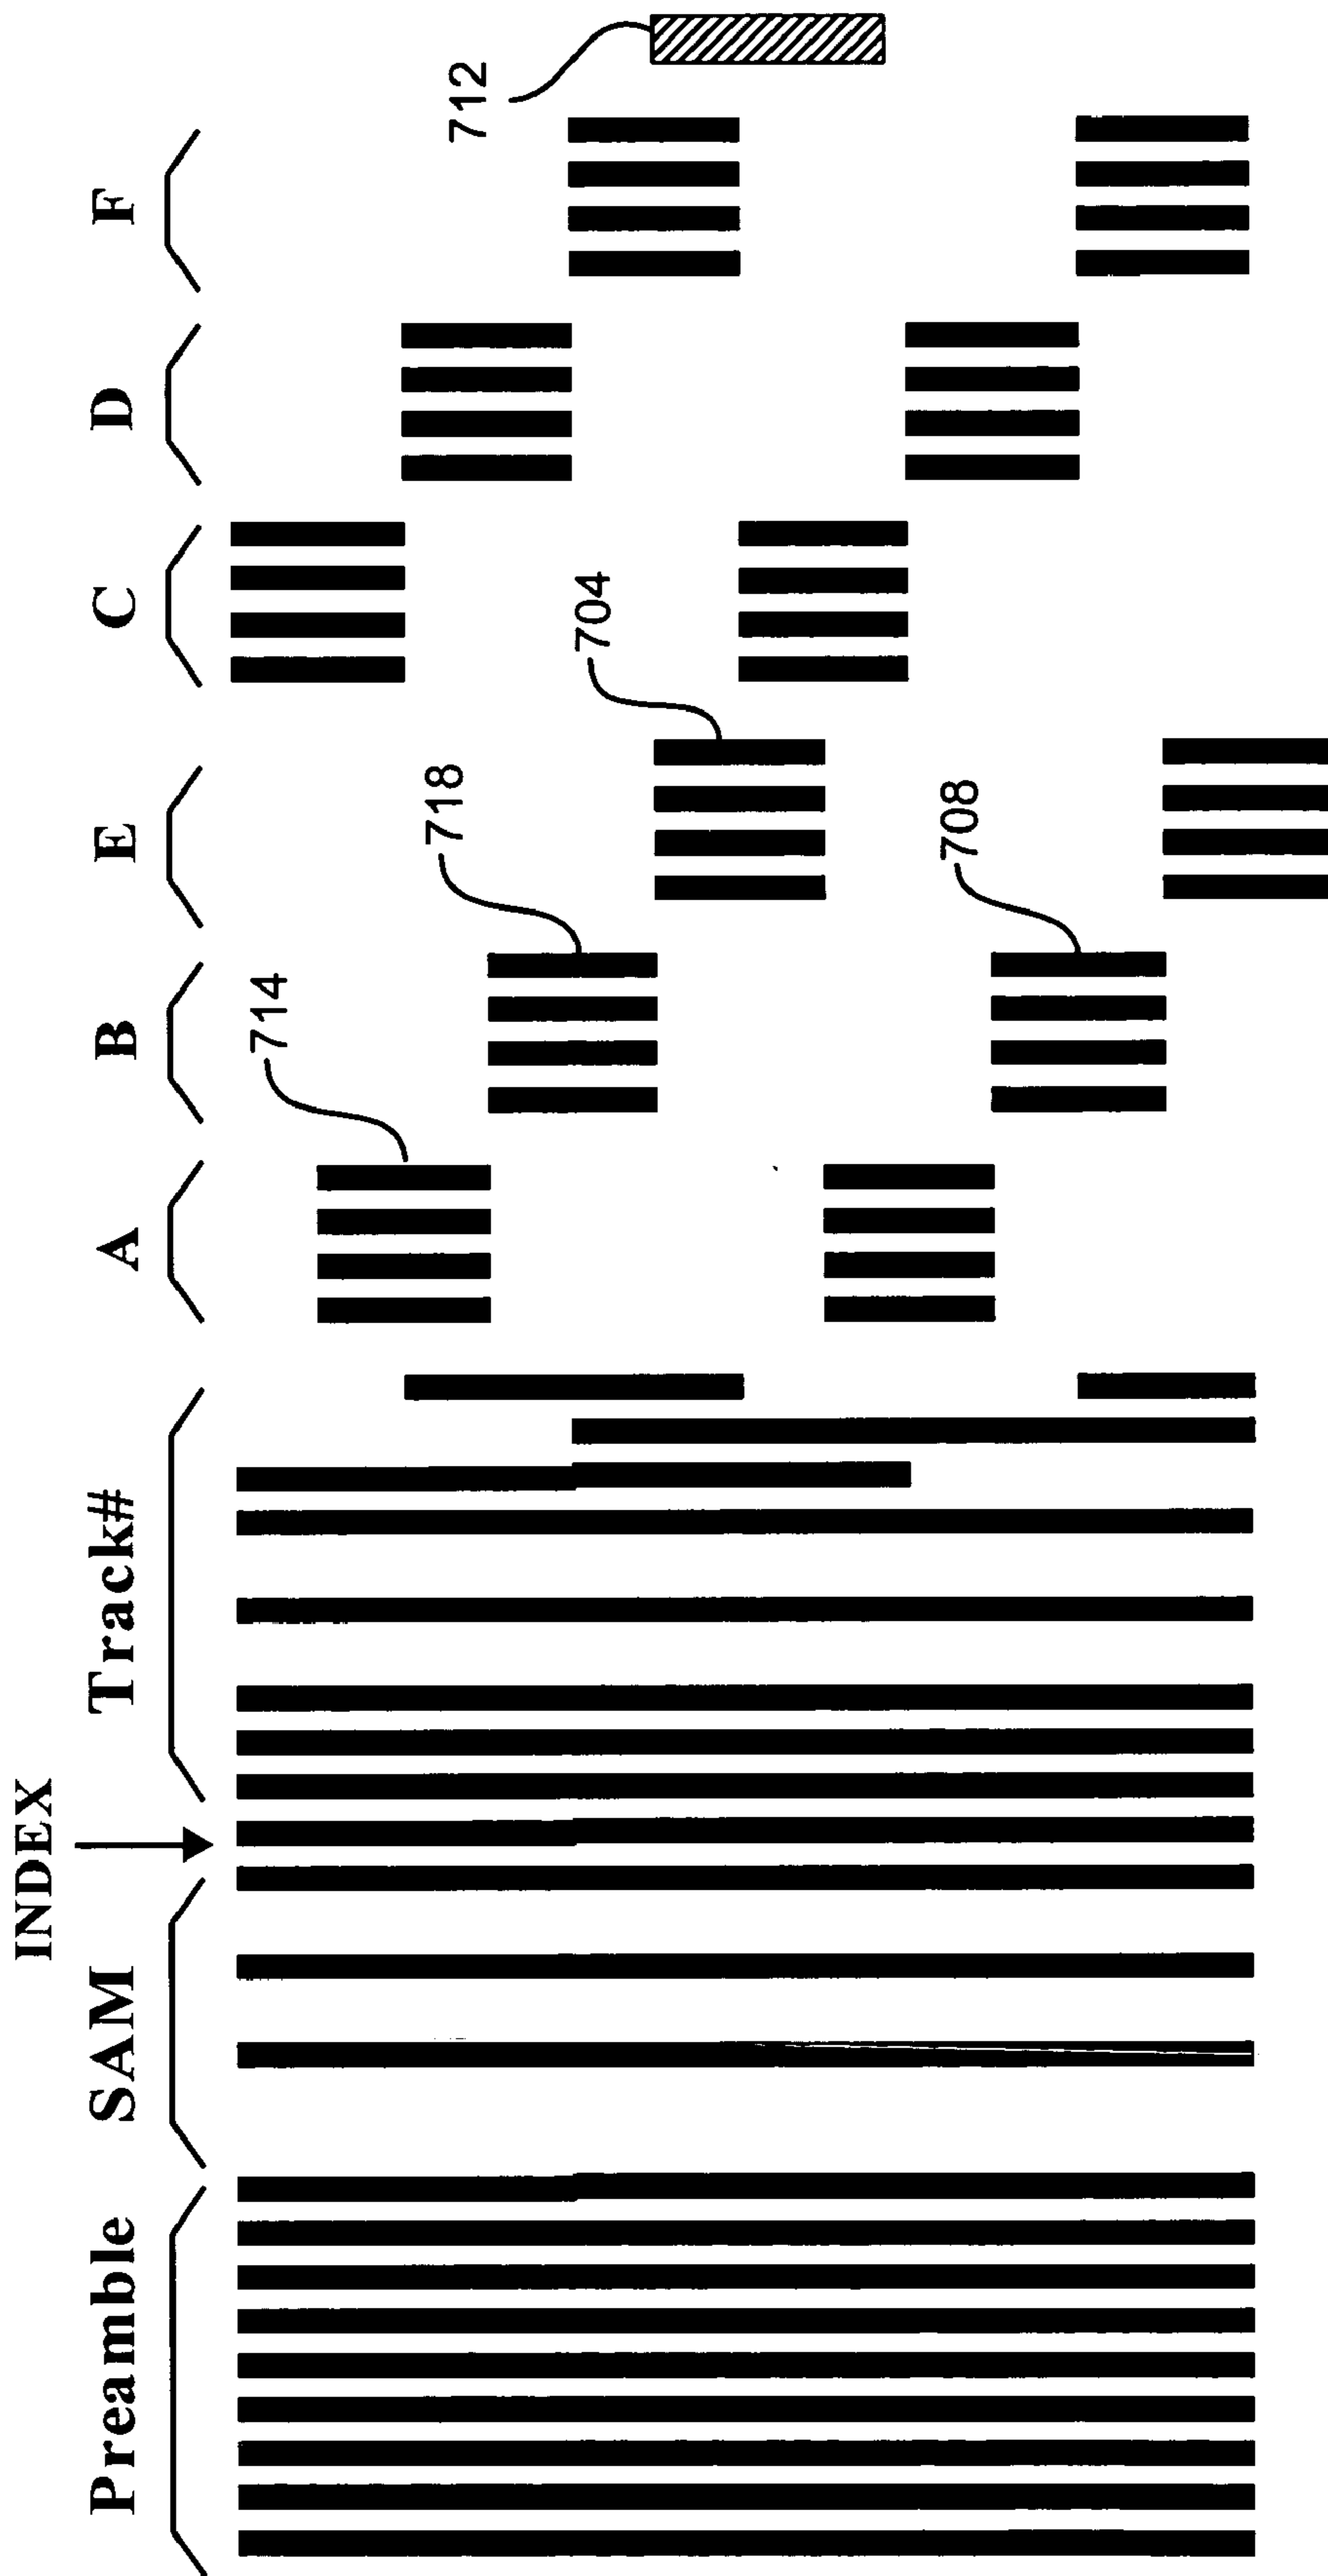 INDEX
Preamble SAM Track# A B E C D F
714
718
704
712
708